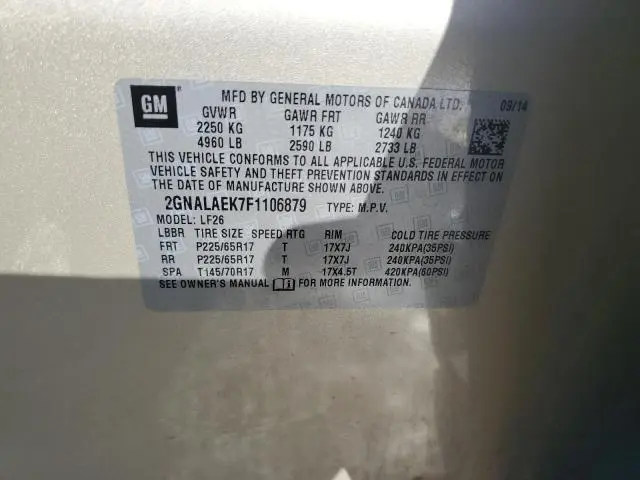 GM
MFD BY GENERAL MOTORS OF CANADA LTD. 09/14
GVWR GAWR FRT GAWR RR
2250 KG 1175 KG 1240 KG
4960 LB 2590 LB 2733 LB
THIS VEHICLE CONFORMS TO ALL APPLICABLE U.S. FEDERAL MOTOR
VEHICLE SAFETY AND THEFT PREVENTION STANDARDS IN EFFECT ON
THE DATE OF MANUFACTURE SHOWN ABOVE.
2GNALAEK7F1106879 TYPE: M.P.V.
MODEL: LF26
LBBR TIRE SIZE SPEED RTG RIM COLD TIRE PRESSURE
FRT P225/65R17 T 17X7J 240KPA(35PSI)
RR P225/65R17 T 17X7J 240KPA(35PSI)
SPA T145/70R17 M 17X4.5T 420KPA(60PSI)
SEE OWNER'S MANUAL FOR MORE INFORMATION